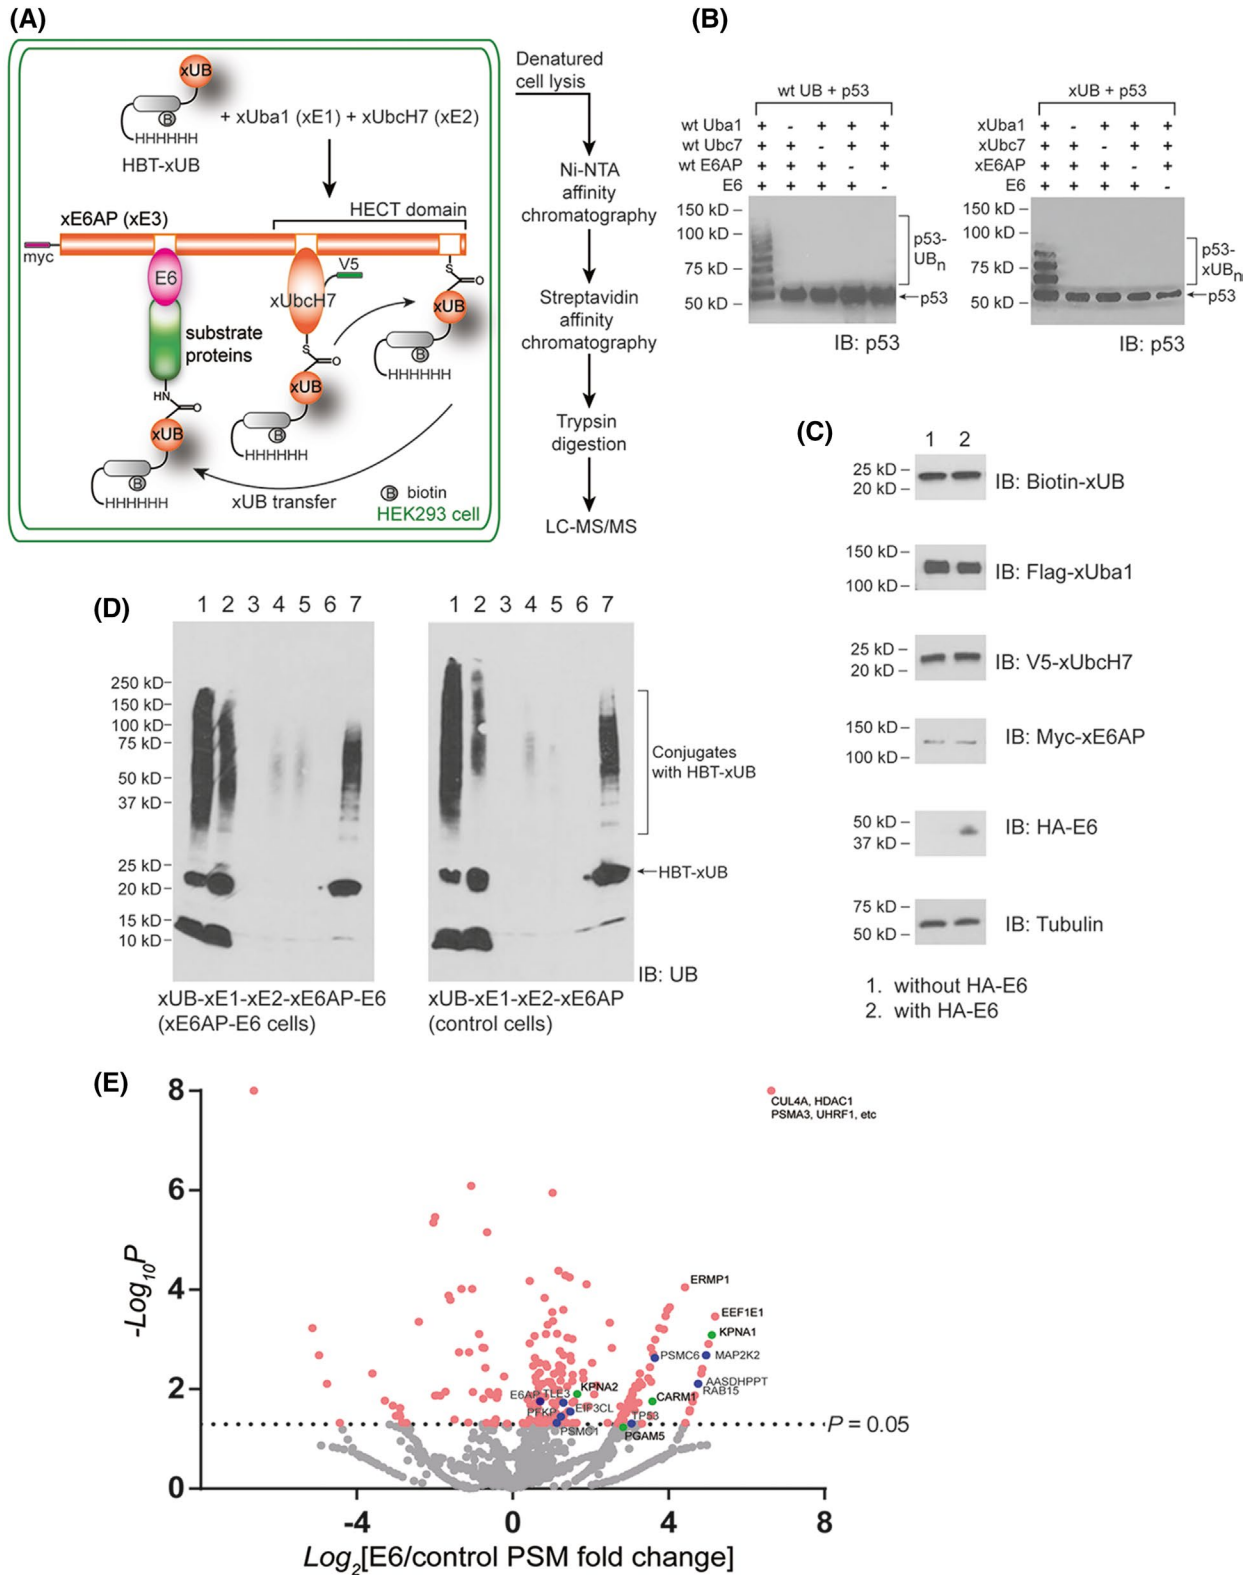 (A)
xUB
B
HHHHHH
HBT-xUB
+ xUba1 (xE1) + xUbcH7 (xE2)
xE6AP (xE3)
HECT domain
myc
E6
V5
xUbcH7
S
O
xUB
substrate
proteins
B
HHHHHH
S
O
HN
O
xUB
xUB
B
HHHHHH
B
HHHHHH
xUB transfer
B biotin
HEK293 cell
Denatured
cell lysis
Ni-NTA
affinity
chromatography
Streptavidin
affinity
chromatography
Trypsin
digestion
LC-MS/MS
(B)
wt UB + p53
wt Uba1 + - + + +
wt Ubc7 + + - + +
wt E6AP + + + - +
E6 + + + + -
150 kD
100 kD
75 kD
50 kD
p53-
UBn
p53
IB: p53
xUB + p53
xUba1 + - + + +
xUbc7 + + - + +
xE6AP + + + - +
E6 + + + + -
150 kD
100 kD
75 kD
50 kD
p53-
xUBn
p53
IB: p53
(C)
1 2
25 kD
20 kD
IB: Biotin-xUB
150 kD
100 kD
IB: Flag-xUba1
25 kD
20 kD
IB: V5-xUbcH7
150 kD
100 kD
IB: Myc-xE6AP
50 kD
37 kD
IB: HA-E6
75 kD
50 kD
IB: Tubulin
1. without HA-E6
2. with HA-E6
(D)
1 2 3 4 5 6 7
250 kD
150 kD
100 kD
75 kD
50 kD
37 kD
25 kD
20 kD
15 kD
10 kD
xUB-xE1-xE2-xE6AP-E6
(xE6AP-E6 cells)
1 2 3 4 5 6 7
Conjugates
with HBT-xUB
HBT-xUB
IB: UB
xUB-xE1-xE2-xE6AP
(control cells)
(E)
-Log10P
8
6
4
2
0
CUL4A, HDAC1
PSMA3, UHRF1, etc
ERMP1
EEF1E1
KPNA1
PSMC6
MAP2K2
AASDHPPT
RAB15
KPNA2
E6AP
TLE3
CARM1
PFKP
EIF3CL
TP53
PSMC1
PGAM5
P = 0.05
-4 0 4 8
Log2[E6/control PSM fold change]